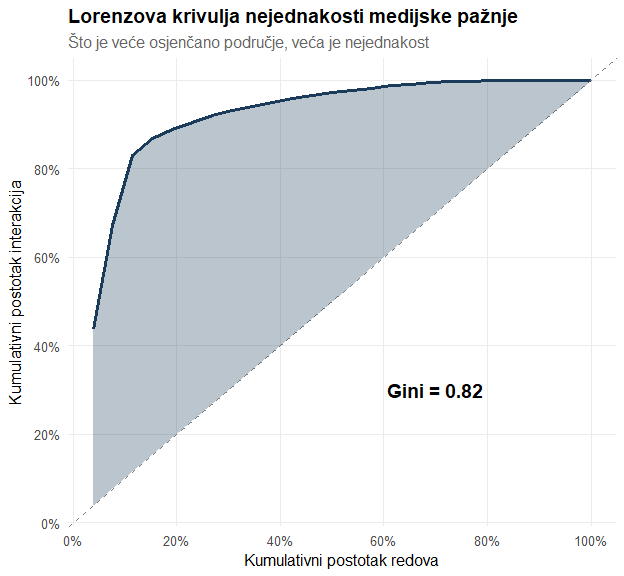 Lorenzova krivulja nejednakosti medijske pažnje
Što je veće osjenčano područje, veća je nejednakost
100%
80%
60%
40%
20%
0%
Kumulativni postotak interakcija
Gini = 0.82
0%
20%
40%
60%
80%
100%
Kumulativni postotak redova